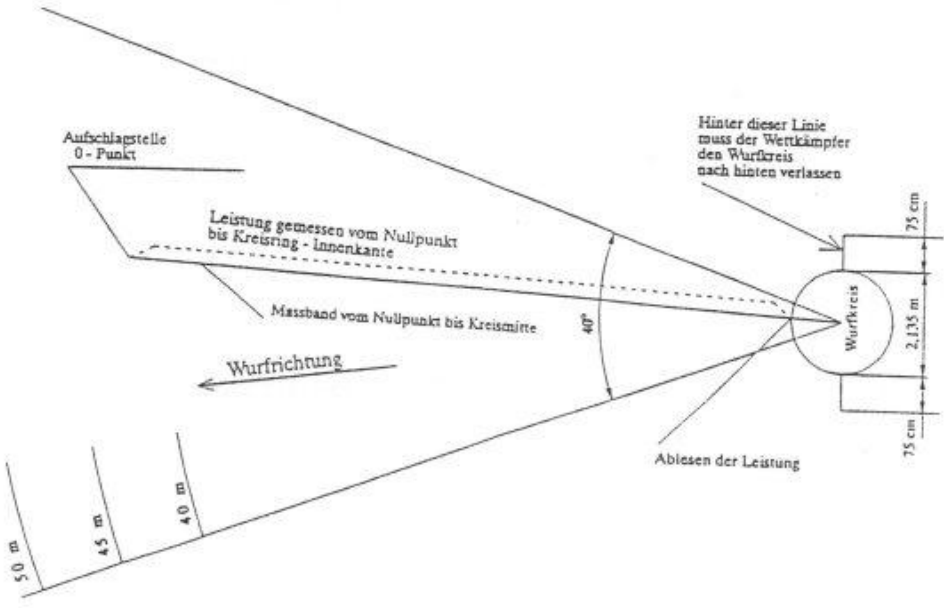 Aufschlagstelle
0 - Punkt
Hinter dieser Linie
muss der Wettkämpfer
den Wurfkreis
nach hinten verlassen
75 cm
Leistung gemessen vom Nullpunkt
bis Kreisring - Innenkante
Massband vom Nullpunkt bis Kreismitte
40°
Wurfkreis
2,135 m
Wurfrichtung
Ablesen der Leistung
75 cm
50 m
45 m
40 m